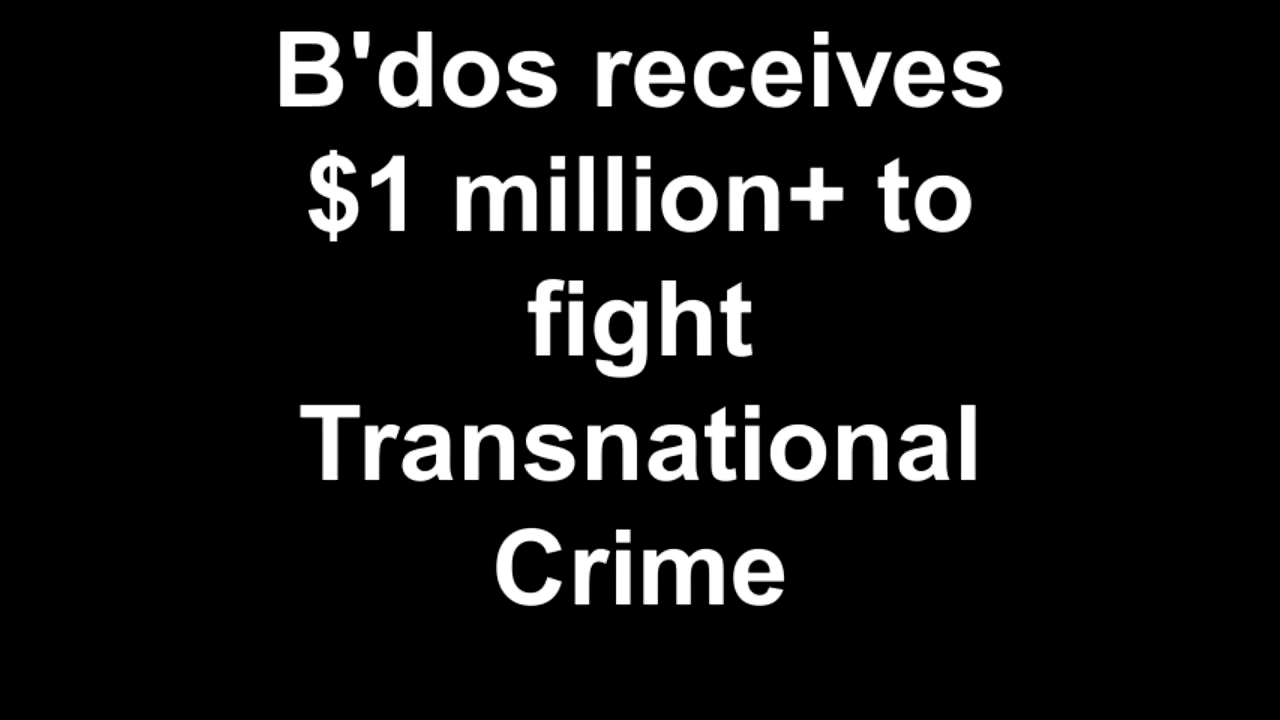 B'dos receives
$1 million+ to
fight
Transnational
Crime